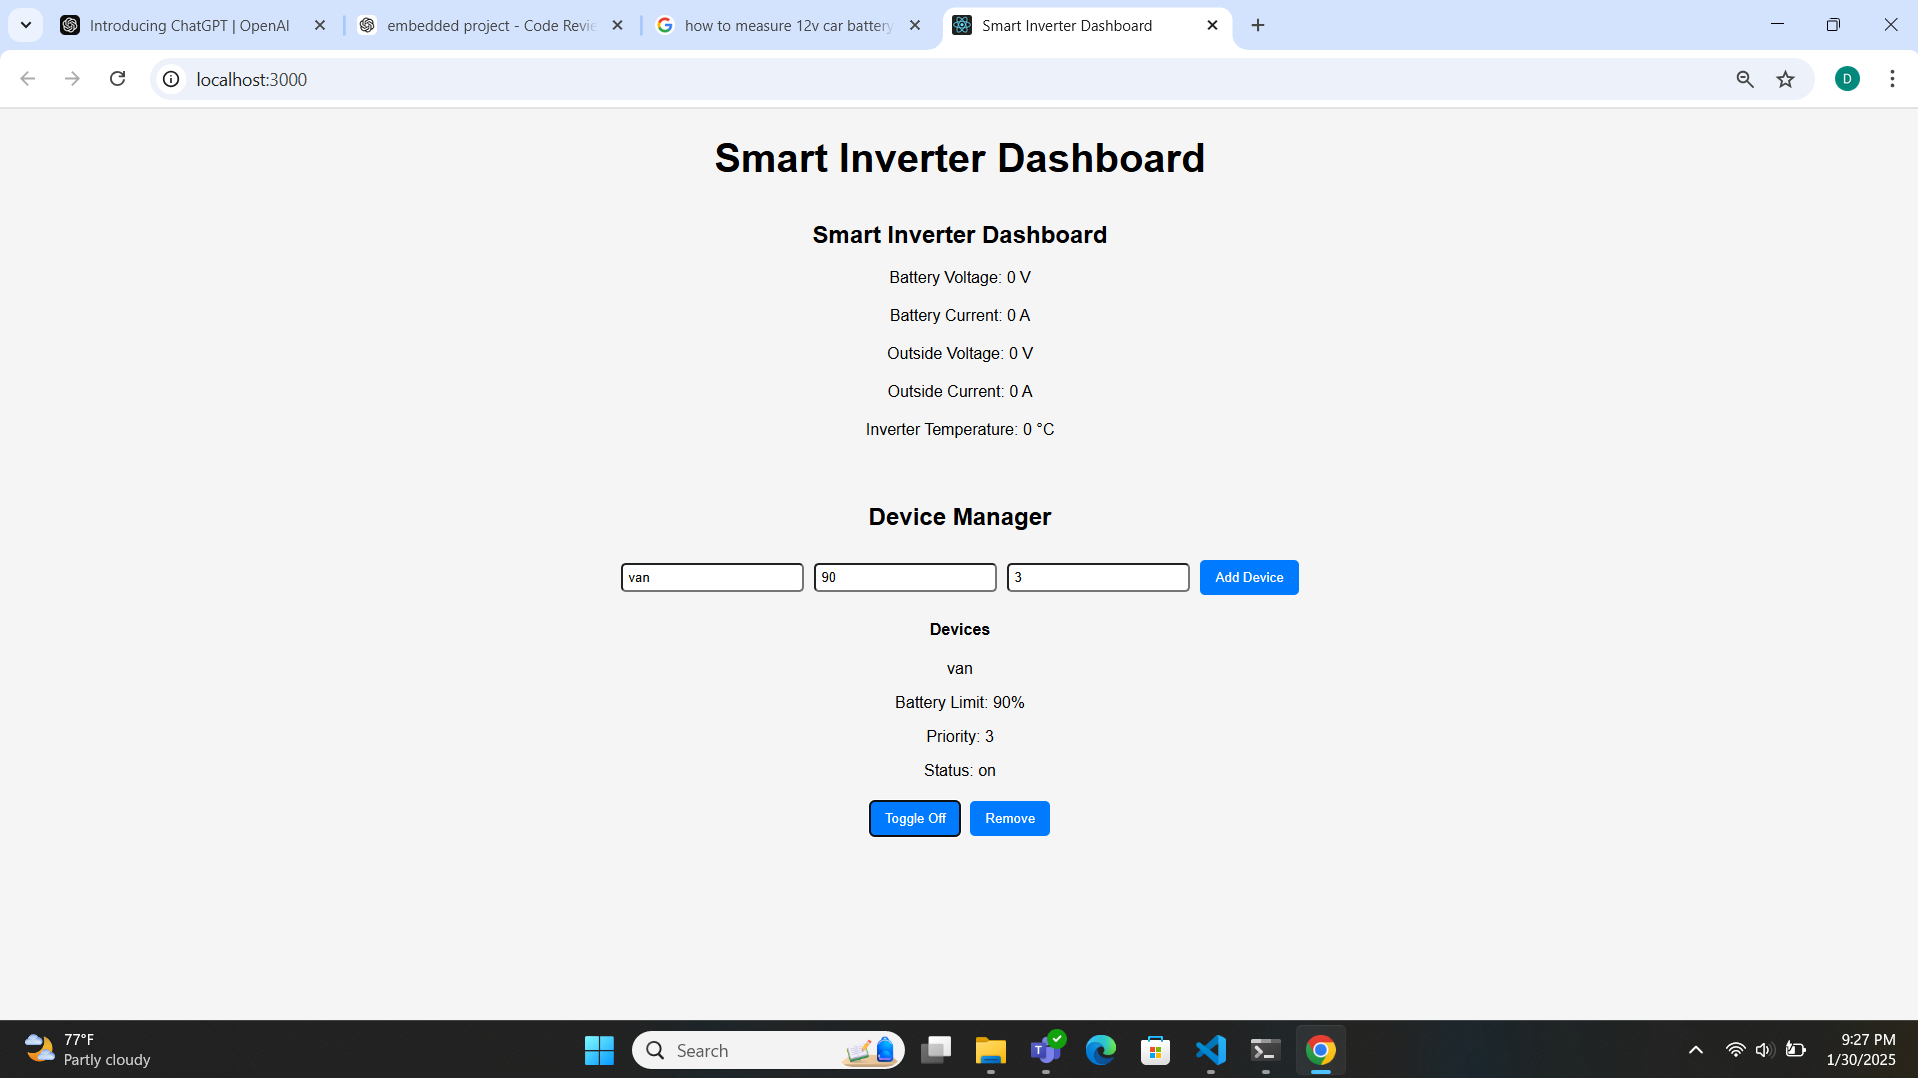 Introducing ChatGPT | OpenAI
embedded project - Code Revie
how to measure 12v car battery
Smart Inverter Dashboard
localhost:3000
D
Smart Inverter Dashboard
Smart Inverter Dashboard
Battery Voltage: 0 V
Battery Current: 0 A
Outside Voltage: 0 V
Outside Current: 0 A
Inverter Temperature: 0 °C
Device Manager
van 90 3 Add Device
Devices
van
Battery Limit: 90%
Priority: 3
Status: on
Toggle Off Remove
77°F
Partly cloudy
Search
9:27 PM
1/30/2025